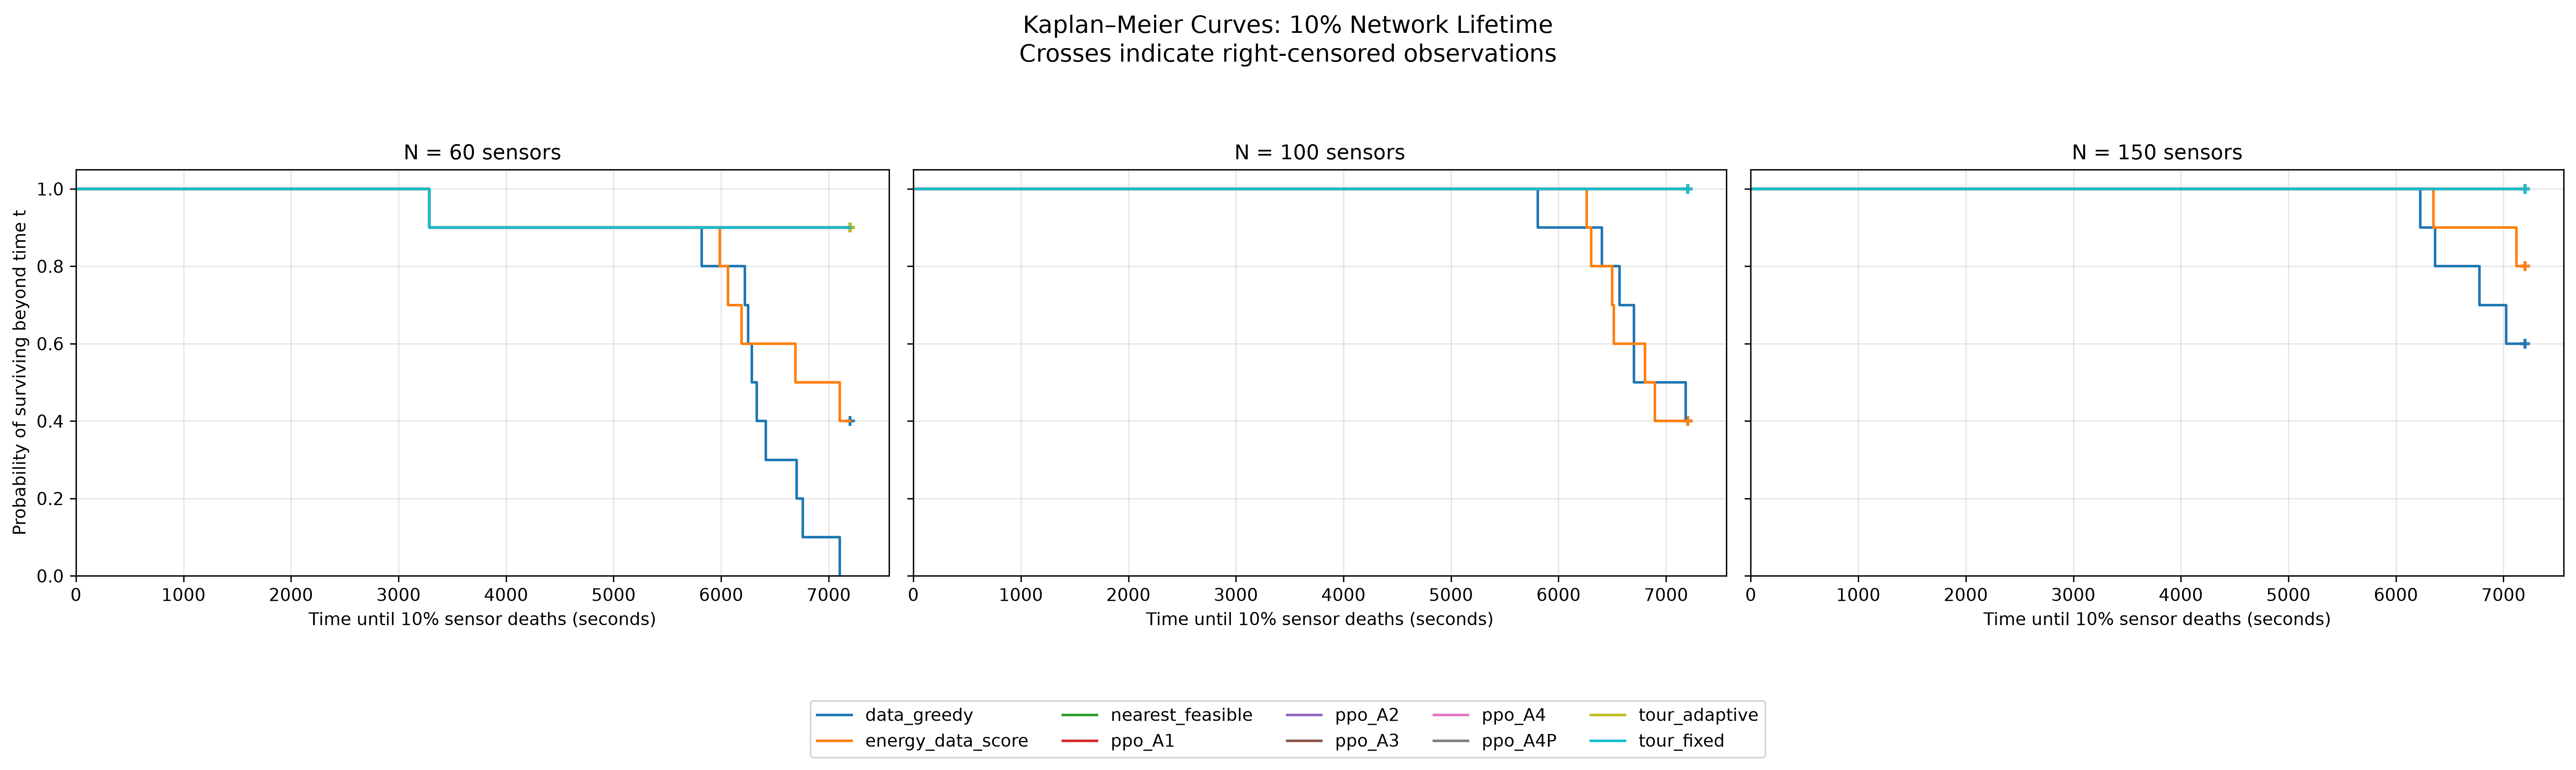 Kaplan–Meier Curves: 10% Network Lifetime
Crosses indicate right-censored observations
N = 60 sensors
N = 100 sensors
N = 150 sensors
Probability of surviving beyond time t
1.0
0.8
0.6
0.4
0.2
0.0
0 1000 2000 3000 4000 5000 6000 7000
0 1000 2000 3000 4000 5000 6000 7000
0 1000 2000 3000 4000 5000 6000 7000
Time until 10% sensor deaths (seconds)
Time until 10% sensor deaths (seconds)
Time until 10% sensor deaths (seconds)
data_greedy
energy_data_score
nearest_feasible
ppo_A1
ppo_A2
ppo_A3
ppo_A4
ppo_A4P
tour_adaptive
tour_fixed